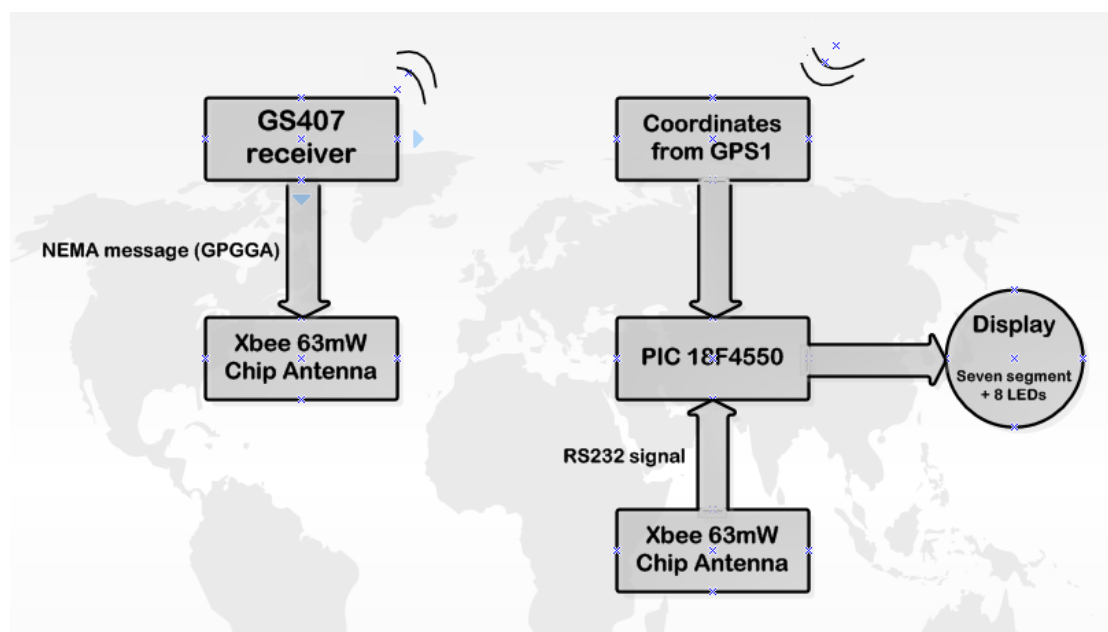 GS407
receiver
NEMA message (GPGGA)
Xbee 63mW
Chip Antenna
Coordinates
from GPS1
PIC 18F4550
Display
Seven segment
+ 8 LEDs
RS232 signal
Xbee 63mW
Chip Antenna